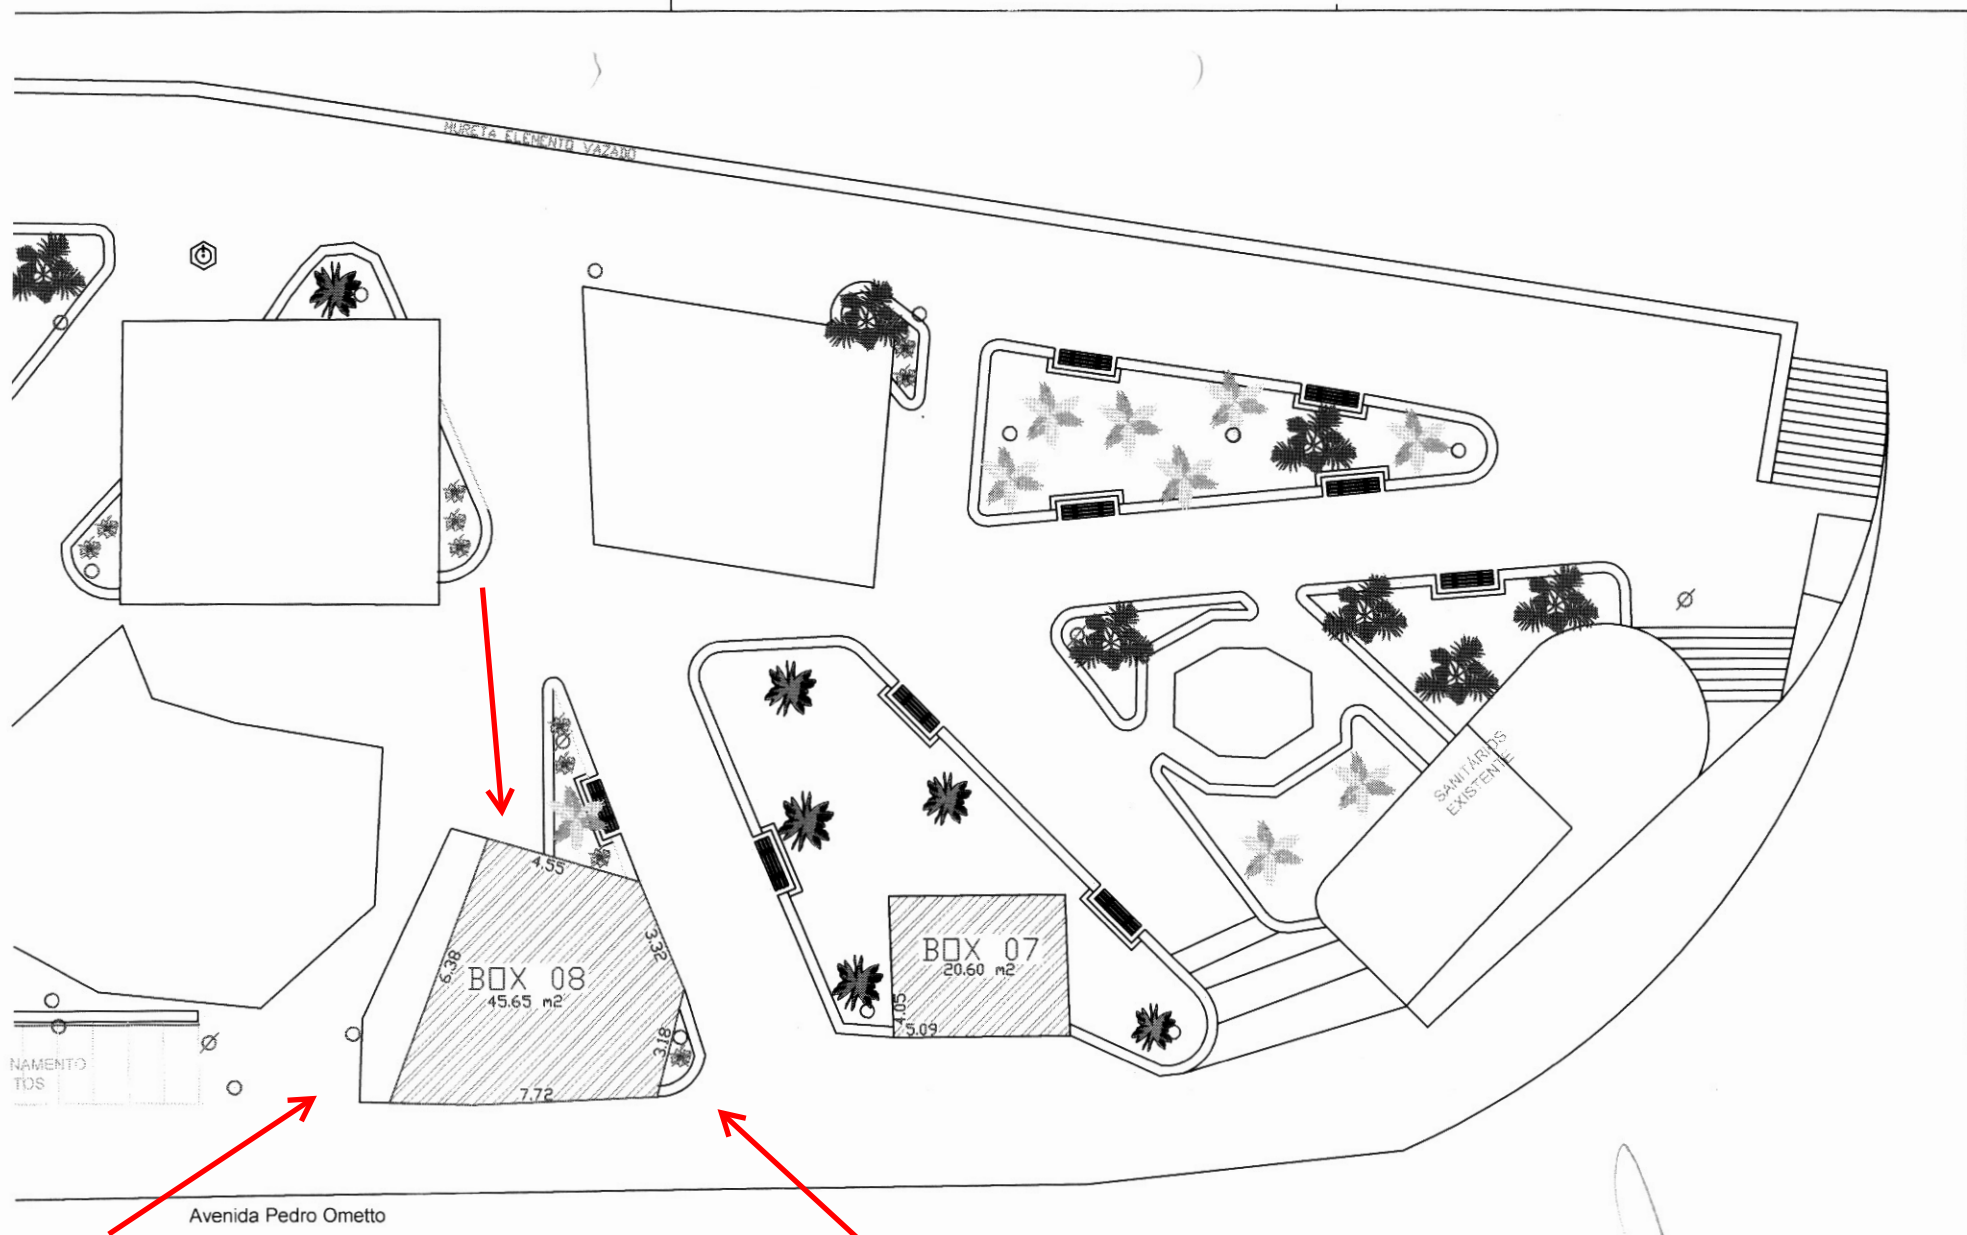 MURETA ELEMENTO VAZADO
SANITÁRIOS
EXISTENTE
4.55
3.32
6.38
BOX 08
45.65 m2
3.18
7.72
BOX 07
20.60 m2
4.05
5.09
NAMENTO
TOS
Avenida Pedro Ometto